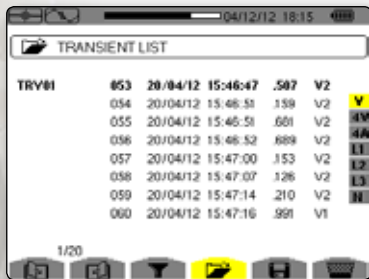 04/12/12 18:15
TRANSIENT LIST
TRV01 053 20/04/12 15:46:47 .507 V2
054 20/04/12 15:46:51 .159 V2
055 20/04/12 15:46:51 .681 V2
056 20/04/12 15:46:52 .689 V2
057 20/04/12 15:47:00 .153 V2
058 20/04/12 15:47:07 .126 V2
059 20/04/12 15:47:14 .210 V2
060 20/04/12 15:47:16 .991 V1
V
4V
4A
L1
L2
L3
N
1/20